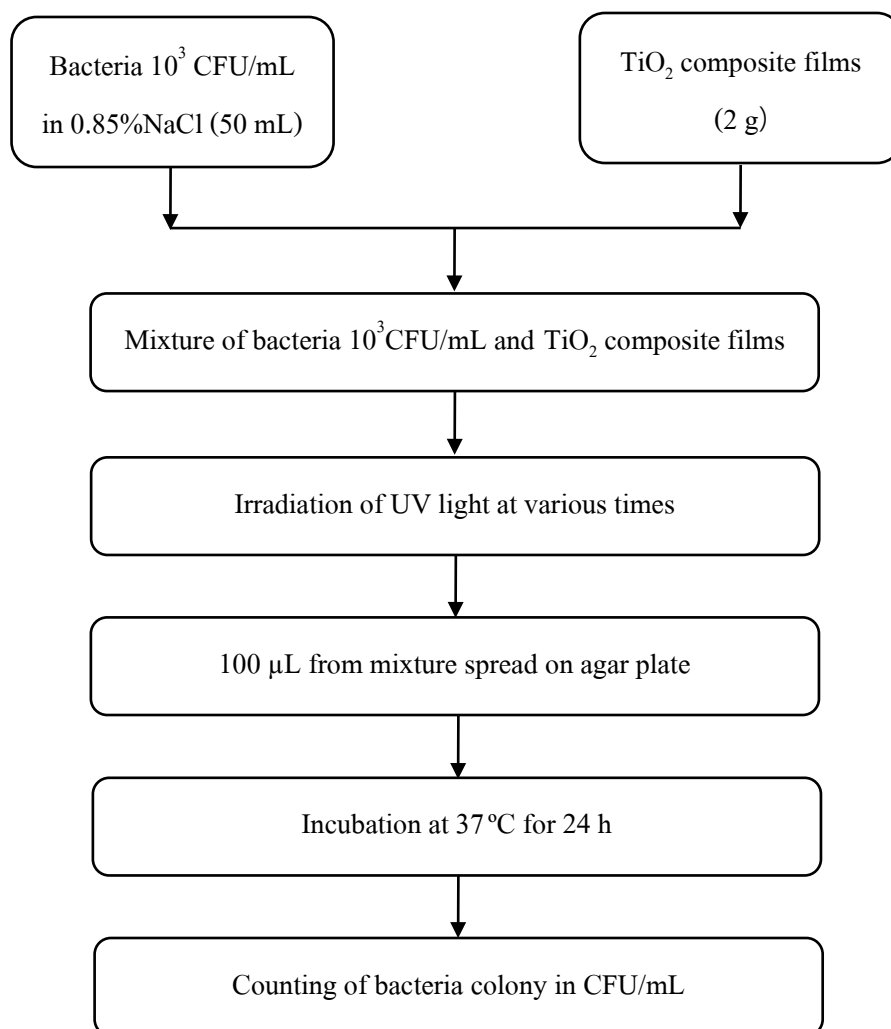 Bacteria 10³ CFU/mL
in 0.85%NaCl (50 mL)
TiO₂ composite films
(2 g)
Mixture of bacteria 10³CFU/mL and TiO₂ composite films
Irradiation of UV light at various times
100 µL from mixture spread on agar plate
Incubation at 37 ºC for 24 h
Counting of bacteria colony in CFU/mL